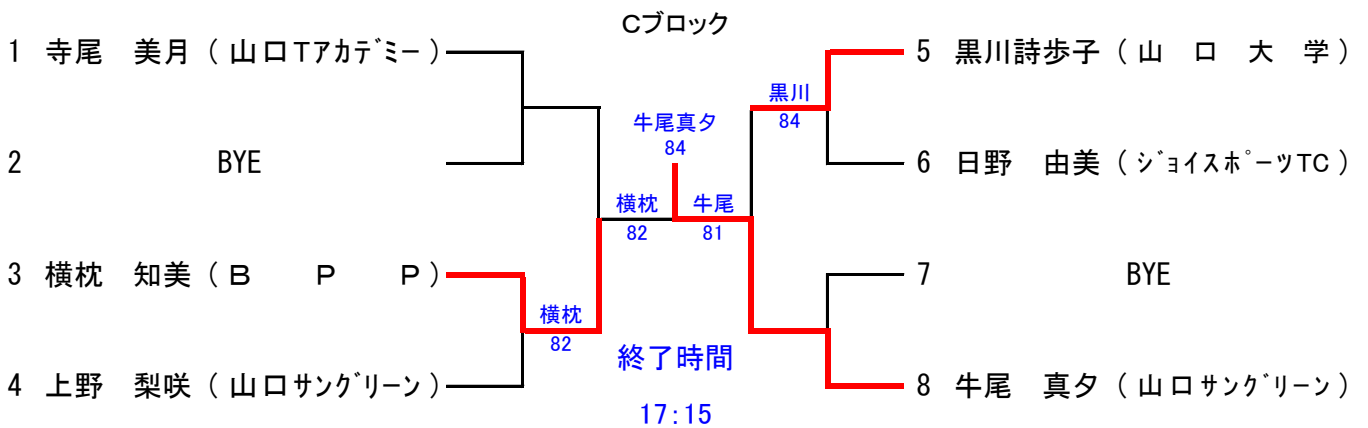 Cブロック
1 寺尾 美月 ( 山口Tアカデミー )
2 BYE
3 横枕 知美 ( B P P )
4 上野 梨咲 ( 山口サングリーン )
横枕
82
横枕
82
牛尾真夕
84
牛尾
81
黒川
84
終了時間
17:15
5 黒川詩歩子 ( 山 口 大 学 )
6 日野 由美 ( ジョイスポーツTC )
7 BYE
8 牛尾 真夕 ( 山口サングリーン )